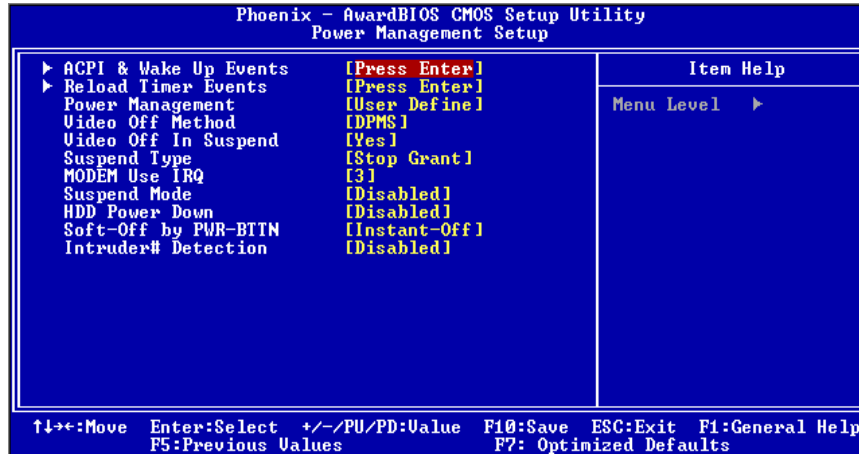 Phoenix - AwardBIOS CMOS Setup Utility
Power Management Setup
▶ ACPI & Wake Up Events [Press Enter]
▶ Reload Timer Events [Press Enter]
Power Management [User Define]
Video Off Method [DPMS]
Video Off In Suspend [Yes]
Suspend Type [Stop Grant]
MODEM Use IRQ [3]
Suspend Mode [Disabled]
HDD Power Down [Disabled]
Soft-Off by PWR-BTTN [Instant-Off]
Intruder# Detection [Disabled]
Item Help
Menu Level ▶
↑↓→←:Move Enter:Select +/-/PU/PD:Value F10:Save ESC:Exit F1:General Help
F5:Previous Values F7: Optimized Defaults